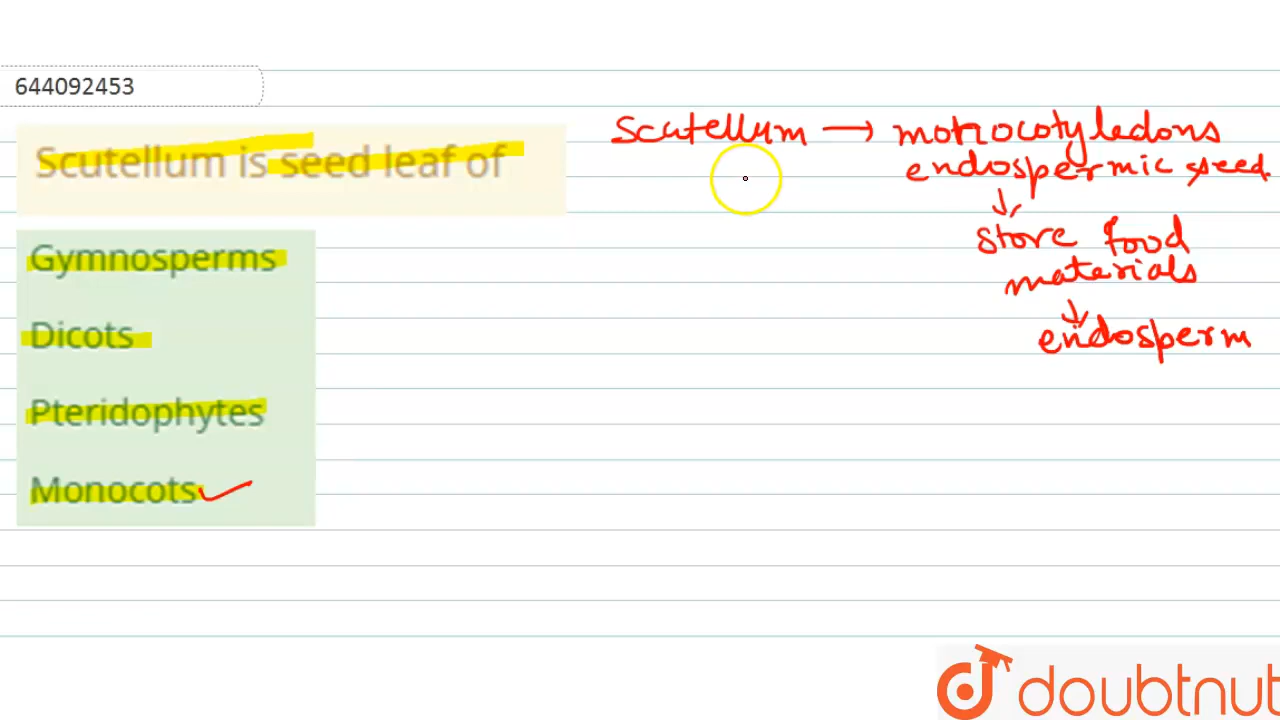 644092453
Scutellum is seed leaf of
Gymnosperms
Dicots
Pteridophytes
Monocots
Scutellum → monocotyledons
endospermic seed.
↓
store food
materials
↓
endosperm
doubtnut